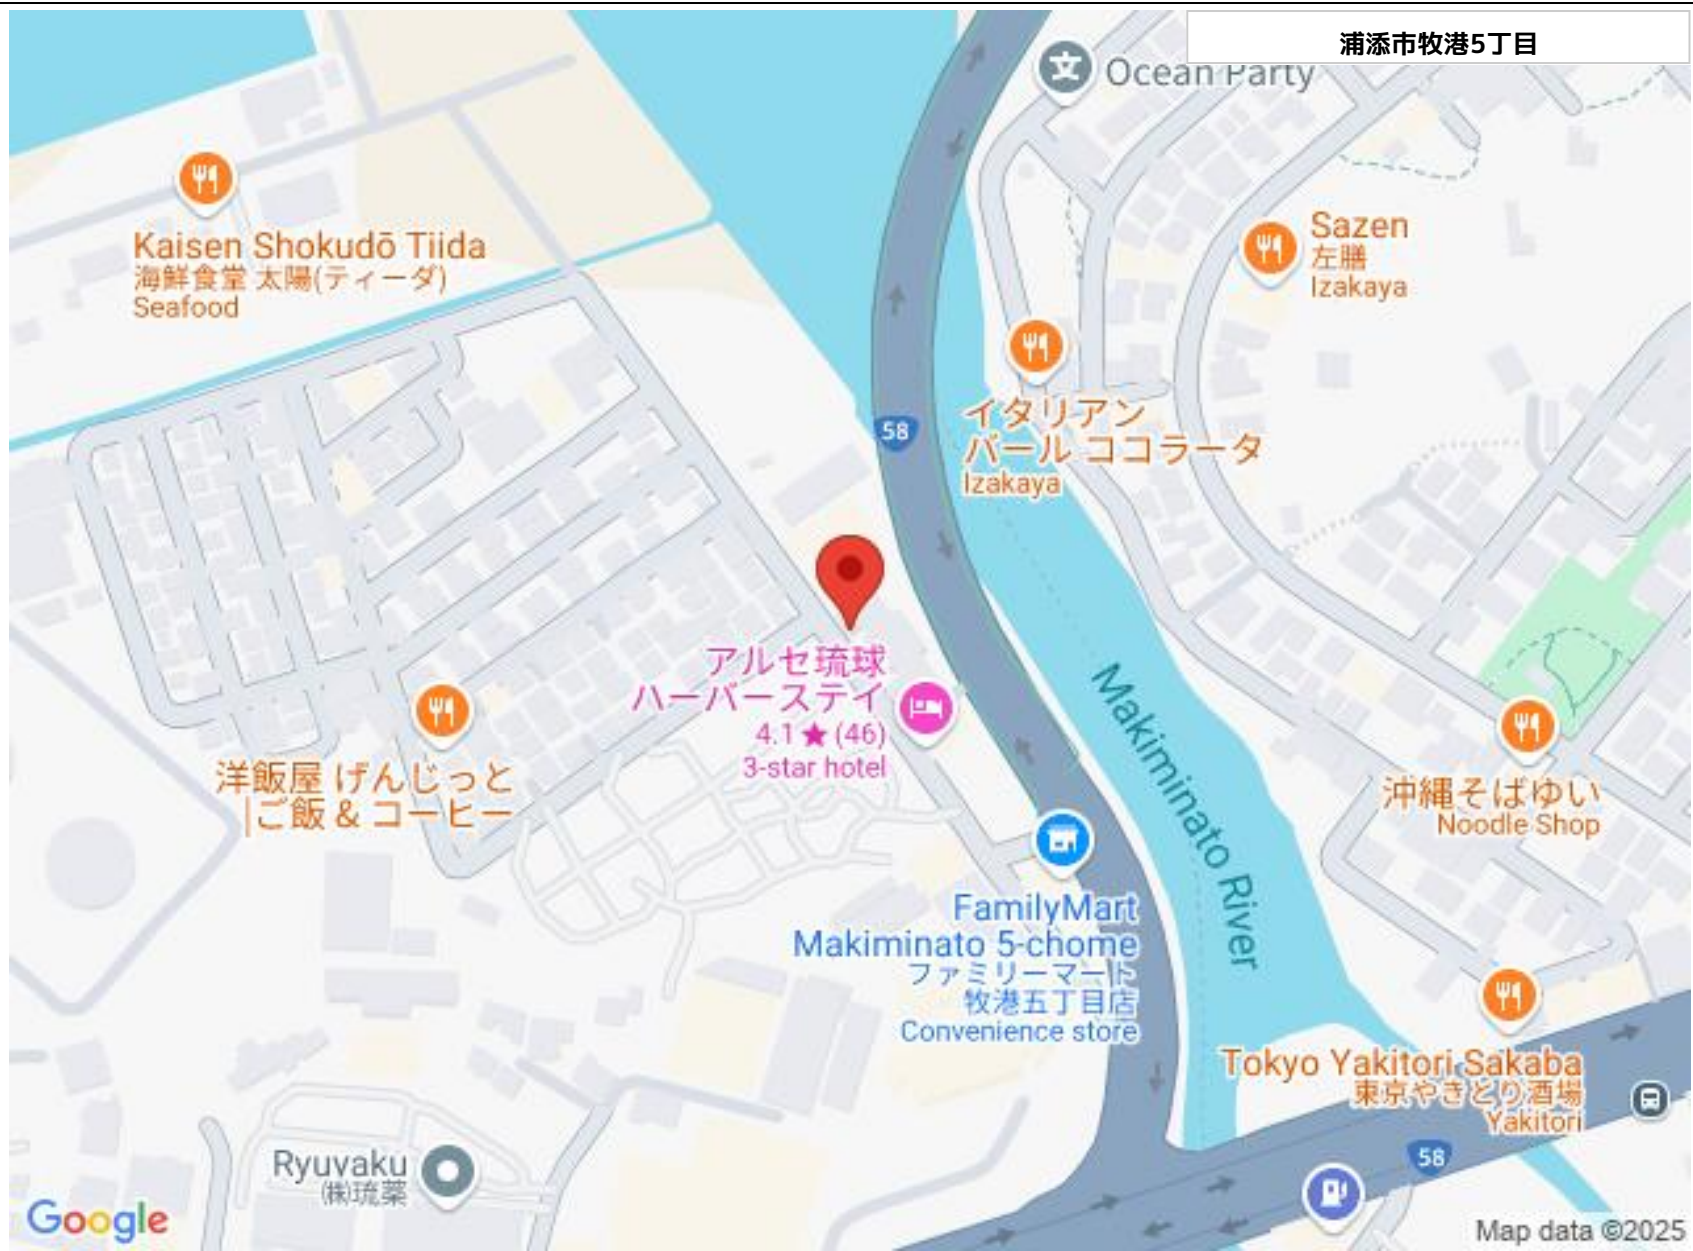 浦添市牧港5丁目
Ocean Party
Kaisen Shokudō Tiida
海鮮食堂 太陽(ティーダ)
Seafood
Sazen
左膳
Izakaya
58
イタリアン
バール ココラータ
Izakaya
アルセ琉球
ハーバーステイ
4.1★(46)
3-star hotel
洋飯屋 げんじっと
|ご飯 & コーヒー
Makiminato River
沖縄そばゆい
Noodle Shop
FamilyMart
Makiminato 5-chome
ファミリーマート
牧港五丁目店
Convenience store
Tokyo Yakitori Sakaba
東京やきとり酒場
Yakitori
58
Ryuvaku
㈱琉薬
Google
Map data ©2025